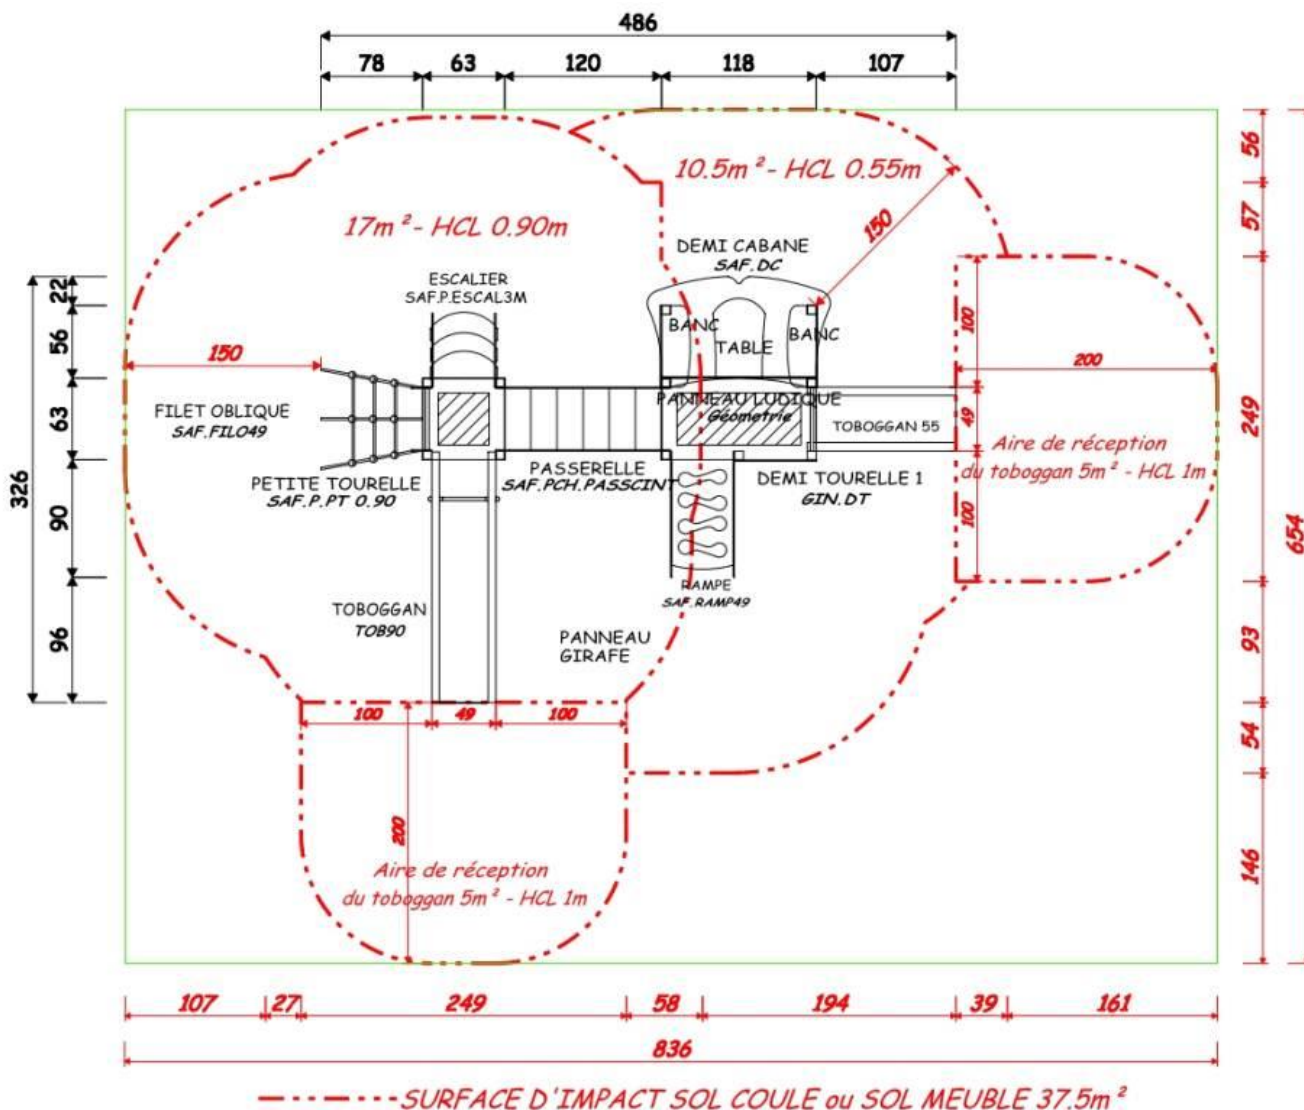 486
78
63
120
118
107
10.5m² - HCL 0.55m
17m² - HCL 0.90m
150
DEMI CABANE
SAF.DC
ESCALIER
SAF.P.ESCAL3M
BANC
BANC
TABLE
150
FILET OBLIQUE
SAF.FILO49
PANNEAU LUDIQUE
Géometrie
TOBOGGAN 55
PETITE TOURELLE
SAF.P.PT 0.90
PASSERELLE
SAF.PCH.PASSCINT
DEMI TOURELLE 1
GIN.DT
RAMPE
SAF.RAMP49
TOBOGGAN
TOB90
PANNEAU
GIRAFE
100
200
49
Aire de réception
du toboggan 5m² - HCL 1m
100
100
49
100
200
Aire de réception
du toboggan 5m² - HCL 1m
22
56
63
90
96
326
56
57
249
93
54
146
654
107
27
249
58
194
39
161
836
SURFACE D'IMPACT SOL COULE ou SOL MEUBLE 37.5m²